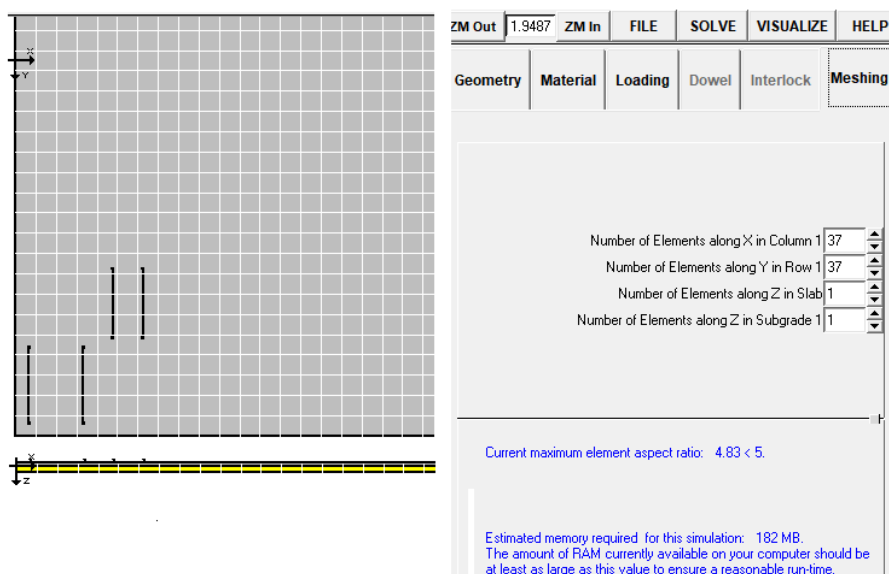 ZM Out 1.9487 ZM In FILE SOLVE VISUALIZE HELP
Geometry Material Loading Dowel Interlock Meshing
X
Y
Number of Elements along X in Column 1 37
Number of Elements along Y in Row 1 37
Number of Elements along Z in Slab 1
Number of Elements along Z in Subgrade 1 1
Current maximum element aspect ratio: 4.83 < 5.
X
Z
Estimated memory required for this simulation: 182 MB.
The amount of RAM currently available on your computer should be
at least as large as this value to ensure a reasonable run-time.